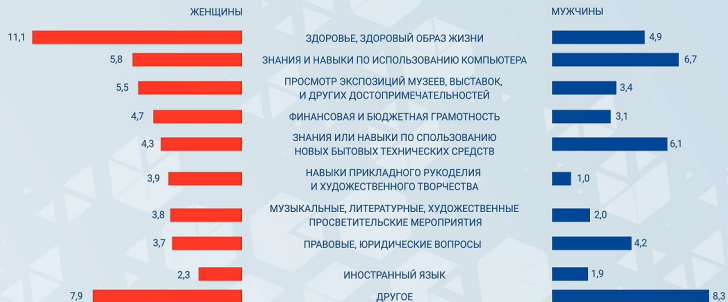 ЖЕНЩИНЫ
МУЖЧИНЫ
11,1
ЗДОРОВЬЕ, ЗДОРОВЫЙ ОБРАЗ ЖИЗНИ
4,9
5,8
ЗНАНИЯ И НАВЫКИ ПО ИСПОЛЬЗОВАНИЮ КОМПЬЮТЕРА
6,7
5,5
ПРОСМОТР ЭКСПОЗИЦИЙ МУЗЕЕВ, ВЫСТАВОК,
И ДРУГИХ ДОСТОПРИМЕЧАТЕЛЬНОСТЕЙ
3,4
4,7
ФИНАНСОВАЯ И БЮДЖЕТНАЯ ГРАМОТНОСТЬ
3,1
4,3
ЗНАНИЯ ИЛИ НАВЫКИ ПО СПОЛЬЗОВАНИЮ
НОВЫХ БЫТОВЫХ ТЕХНИЧЕСКИХ СРЕДСТВ
6,1
3,9
НАВЫКИ ПРИКЛАДНОГО РУКОДЕЛИЯ
И ХУДОЖЕСТВЕННОГО ТВОРЧЕСТВА
1,0
3,8
МУЗЫКАЛЬНЫЕ, ЛИТЕРАТУРНЫЕ, ХУДОЖЕСТВЕННЫЕ
ПРОСВЕТИТЕЛЬСКИЕ МЕРОПРИЯТИЯ
2,0
3,7
ПРАВОВЫЕ, ЮРИДИЧЕСКИЕ ВОПРОСЫ
4,2
2,3
ИНОСТРАННЫЙ ЯЗЫК
1,9
7,9
ДРУГОЕ
8,3